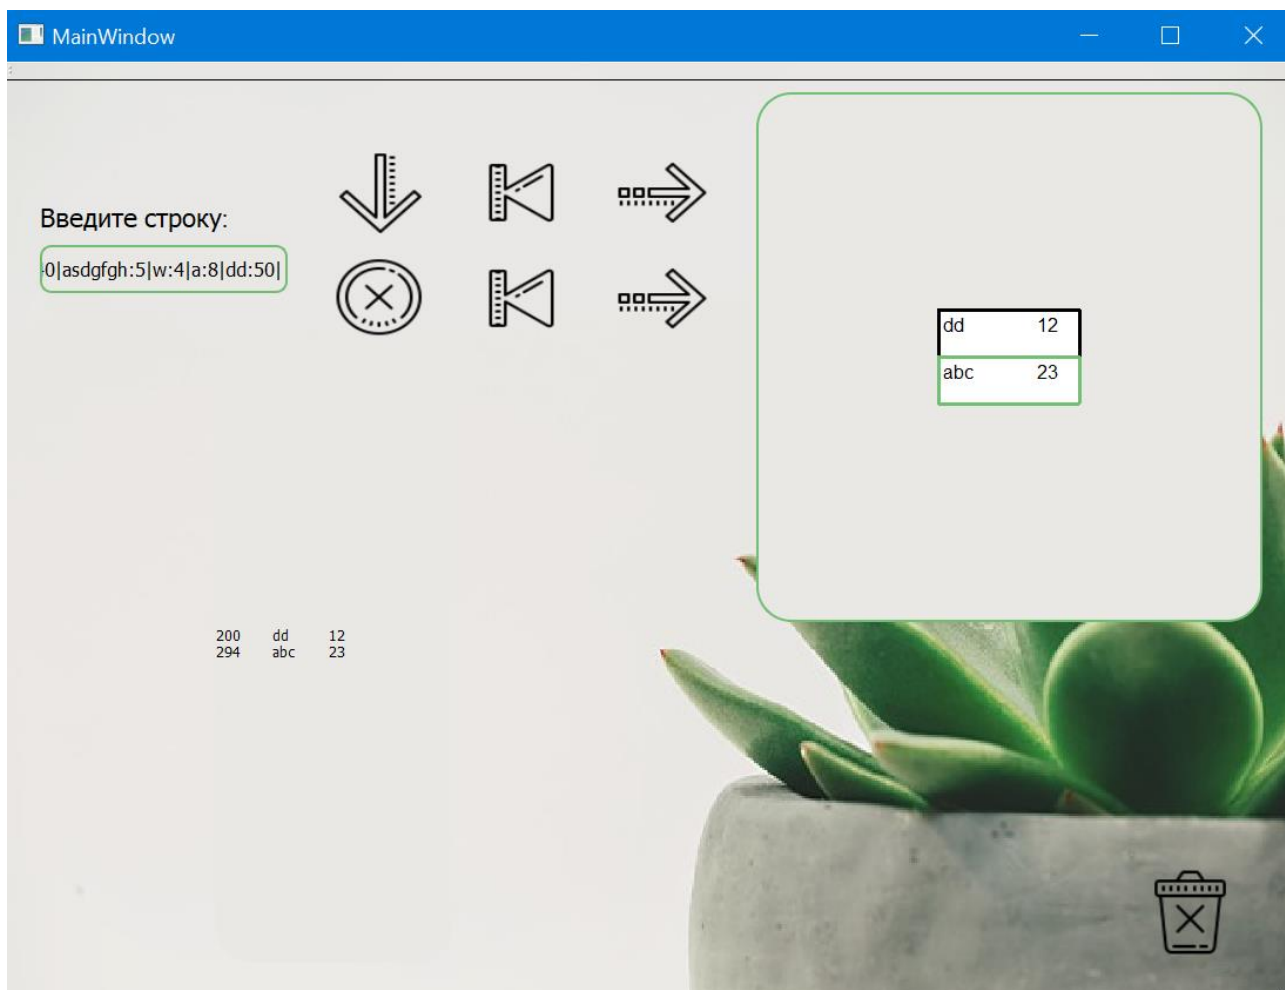 MainWindow
Введите строку:
0|asdgfgh:5|w:4|a:8|dd:50|
dd 12
abc 23
200 dd 12
294 abc 23